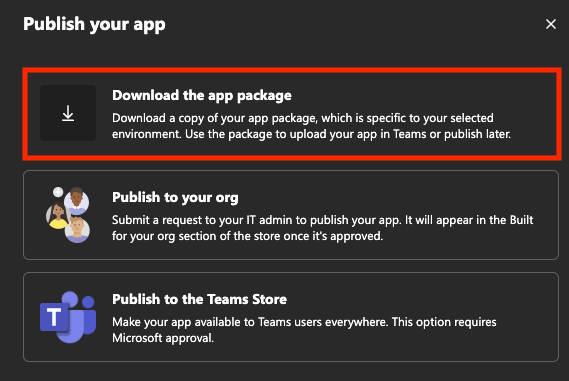 Publish your app
Download the app package
Download a copy of your app package, which is specific to your selected
environment. Use the package to upload your app in Teams or publish later.
Publish to your org
Submit a request to your IT admin to publish your app. It will appear in the Built
for your org section of the store once it's approved.
T
Publish to the Teams Store
Make your app available to Teams users everywhere. This option requires
Microsoft approval.